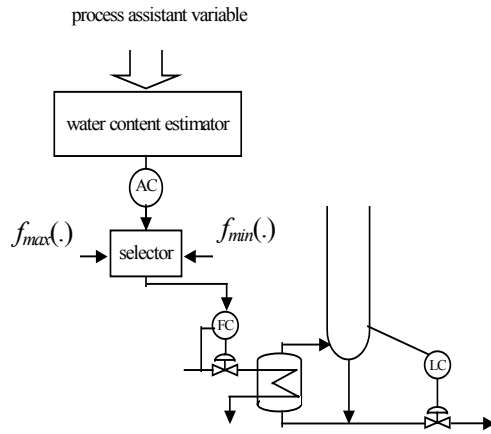 process assistant variable
water content estimator
AC
fmax(.)
selector
fmin(.)
FC
LC